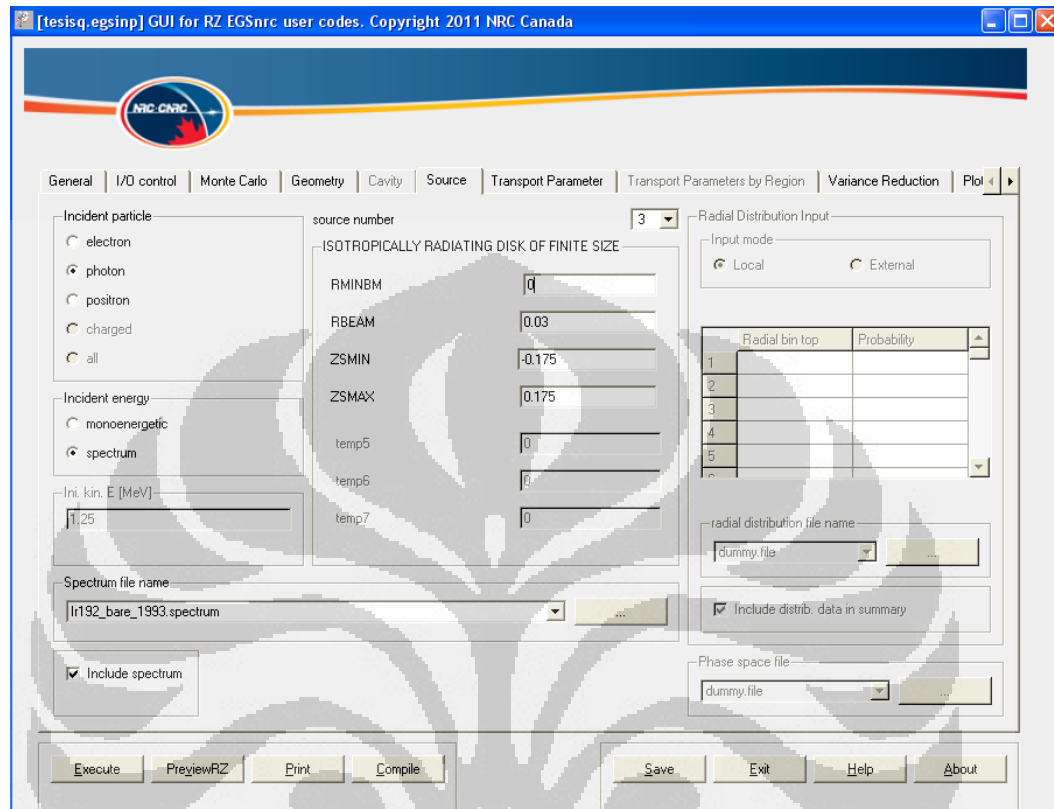 [tesisq.egsinp] GUI for RZ EGSnrc user codes. Copyright 2011 NRC Canada
NRC·CNRC
General I/O control Monte Carlo Geometry Cavity Source Transport Parameter Transport Parameters by Region Variance Reduction Plot
Incident particle
electron
photon
positron
charged
all
Incident energy
monoenergetic
spectrum
Ini. kin. E [MeV]
1.25
source number 3
ISOTROPICALLY RADIATING DISK OF FINITE SIZE
RMINBM 0
RBEAM 0.03
ZSMIN -0.175
ZSMAX 0.175
temp5 0
temp6 0
temp7 0
Spectrum file name
Ir192_bare_1993.spectrum ...
Include spectrum
Radial Distribution Input
Input mode
Local External
Radial bin top Probability
1
2
3
4
5
radial distribution file name
dummy.file ...
Include distrib. data in summary
Phase space file
dummy.file ...
Execute PreviewRZ Print Compile Save Exit Help About